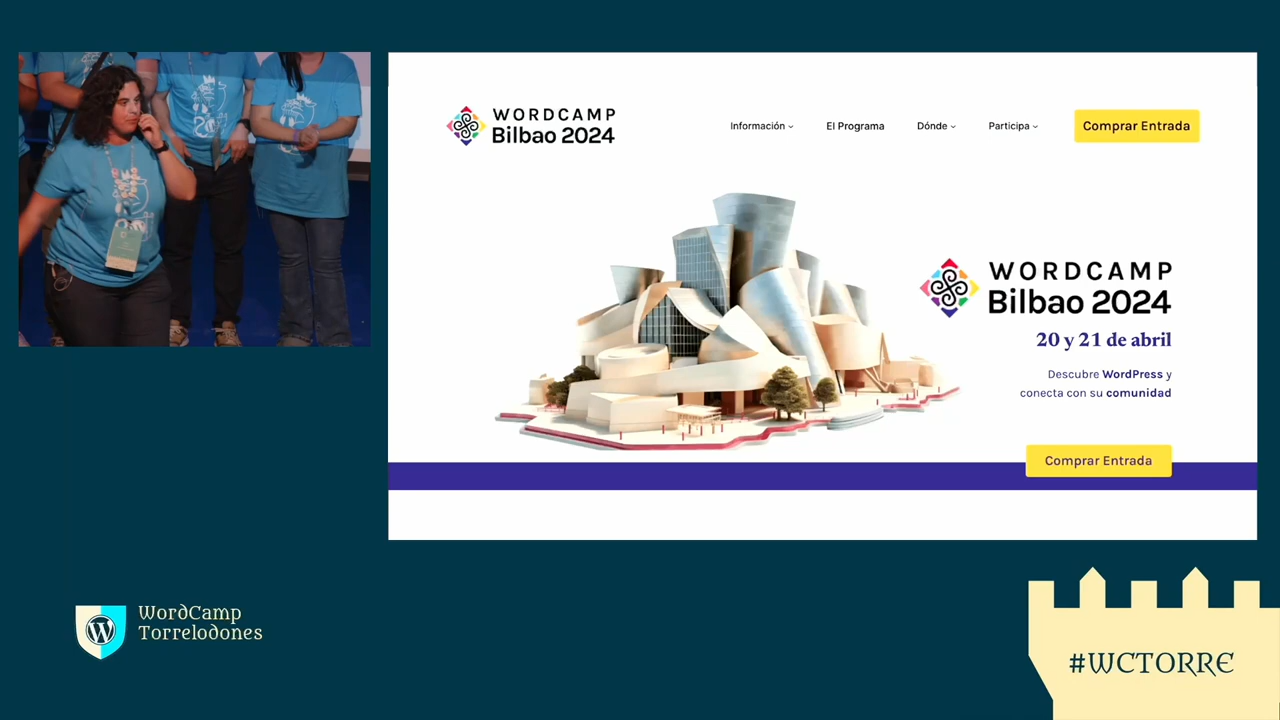 WORDCAMP
Bilbao 2024
Información
El Programa
Dónde
Participa
Comprar Entrada
WORDCAMP
Bilbao 2024
20 y 21 de abril
Descubre WordPress y
conecta con su comunidad
Comprar Entrada
WordCamp
Torrelodones
#WCTORRE